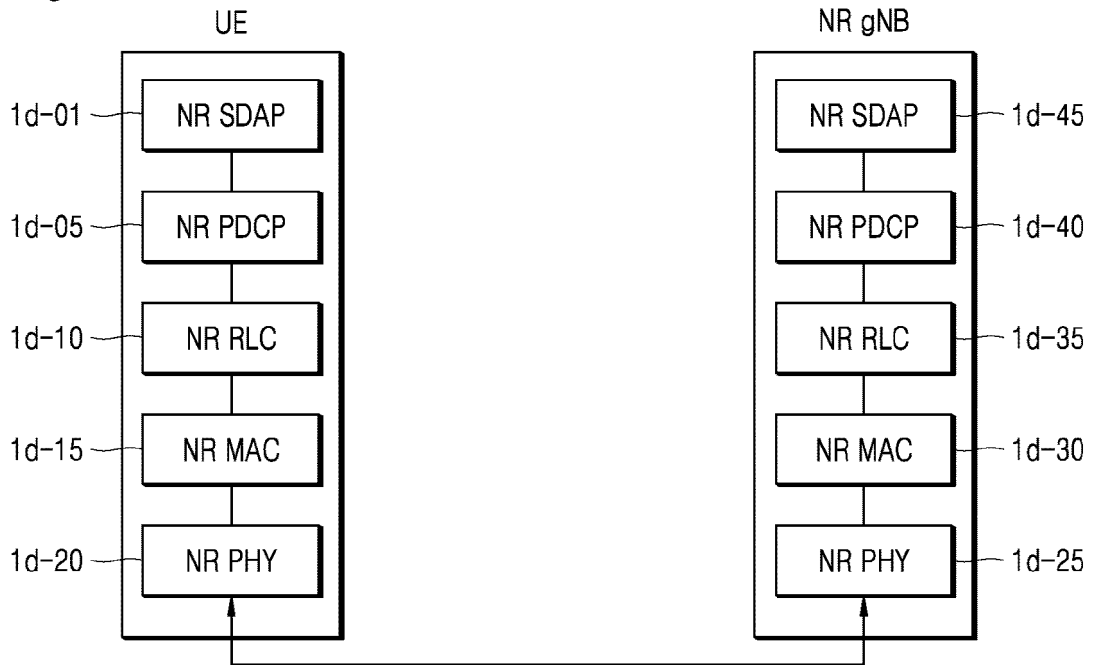 UE NR gNB
1d-01 NR SDAP NR SDAP 1d-45
1d-05 NR PDCP NR PDCP 1d-40
1d-10 NR RLC NR RLC 1d-35
1d-15 NR MAC NR MAC 1d-30
1d-20 NR PHY NR PHY 1d-25